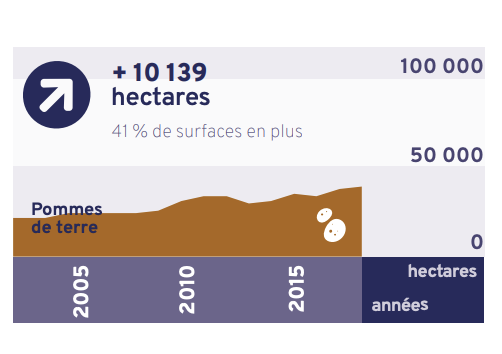 + 10 139
hectares
41 % de surfaces en plus
100 000
50 000
Pommes
de terre
0
2005
2010
2015
hectares
années